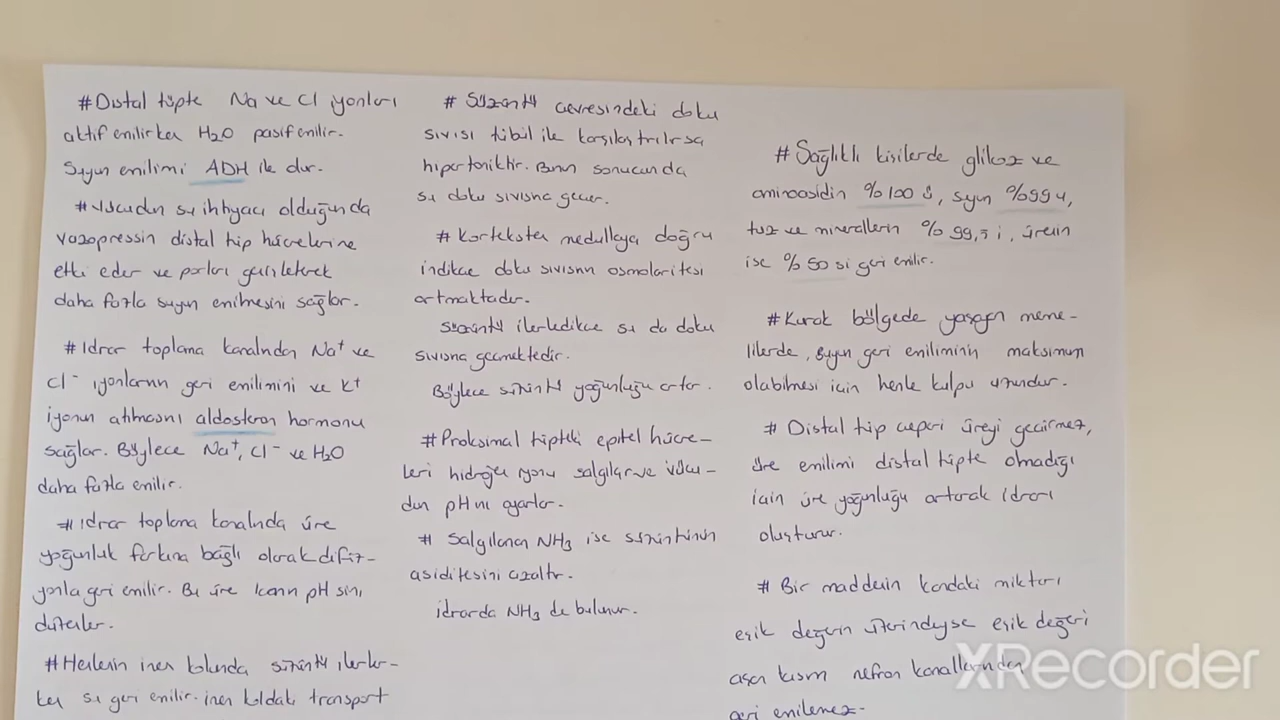 #Distal tüpte Na ve Cl iyonları
aktif emilirken H2O pasif emilir.
Suyun emilimi ADH ile dur.
#Vücudun su ihtiyacı olduğunda
vazopressin distal tüp hücrelerine
etki eder ve porları genişleterek
daha fazla suyun emilmesini sağlar.
#Idrar toplama kanalından Na+ ve
Cl- iyonlarının geri emilimini ve K+
iyonun atılmasını aldosteron hormonu
sağlar. Böylece Na+, Cl- ve H2O
daha fazla emilir.
#Idrar toplama kanalında üre
yoğunluk farkına bağlı olarak difüz-
yonla geri emilir. Bu üre kanın pH sını
düzenler.
#Henlenin inen kolunda süzüntü ilerler-
ken su geri emilir. inen koldaki transport
# Süzüntü çevresindeki doku
sıvısı tübül ile karşılaştırılırsa
hipertoniktir. Bunun sonucunda
su doku sıvısına geçer.
# Korteksten medullaya doğru
indikçe doku sıvısının osmolaritesi
artmaktadır.
süzüntü ilerledikçe su da doku
sıvısına geçmektedir.
Böylece süzüntü yoğunluğu artar.
#Proksimal tüpteki epitel hücre-
leri hidrojen iyonu salgılar ve vücu-
dun pH ını ayarlar.
# Salgılanan NH3 ise süzüntünün
asiditesini azaltır.
idrarda NH3 de bulunur.
#Sağlıklı kişilerde glikoz ve
aminoasidin %100 ü, suyun %99 u,
tuz ve minerallerin %99,5 i, ürenin
ise %50 si geri emilir.
#Kurak bölgede yaşayan meme-
lilerde, suyun geri emiliminin maksimum
olabilmesi için henle kulpu uzundur.
# Distal tüp çeperi üreyi geçirmez,
üre emilimi distal tüpte olmadığı
için üre yoğunluğu artarak idrarı
oluşturur.
# Bir maddenin kandaki miktarı
eşik değerin üzerindeyse eşik değeri
aşan kısım nefron kanallarından
geri emilemez.
XRecorder